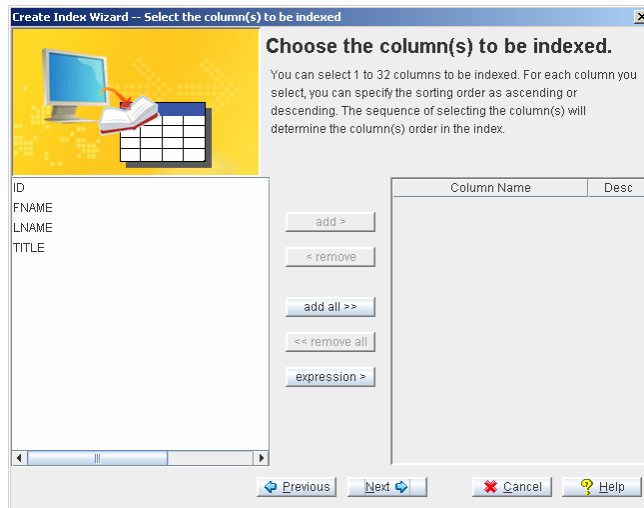 Create Index Wizard -- Select the column(s) to be indexed
Choose the column(s) to be indexed.
You can select 1 to 32 columns to be indexed. For each column you
select, you can specify the sorting order as ascending or
descending. The sequence of selecting the column(s) will
determine the column(s) order in the index.
ID
FNAME
LNAME
TITLE
add >
< remove
add all >>
<< remove all
expression >
Column Name Desc
Previous Next Cancel Help